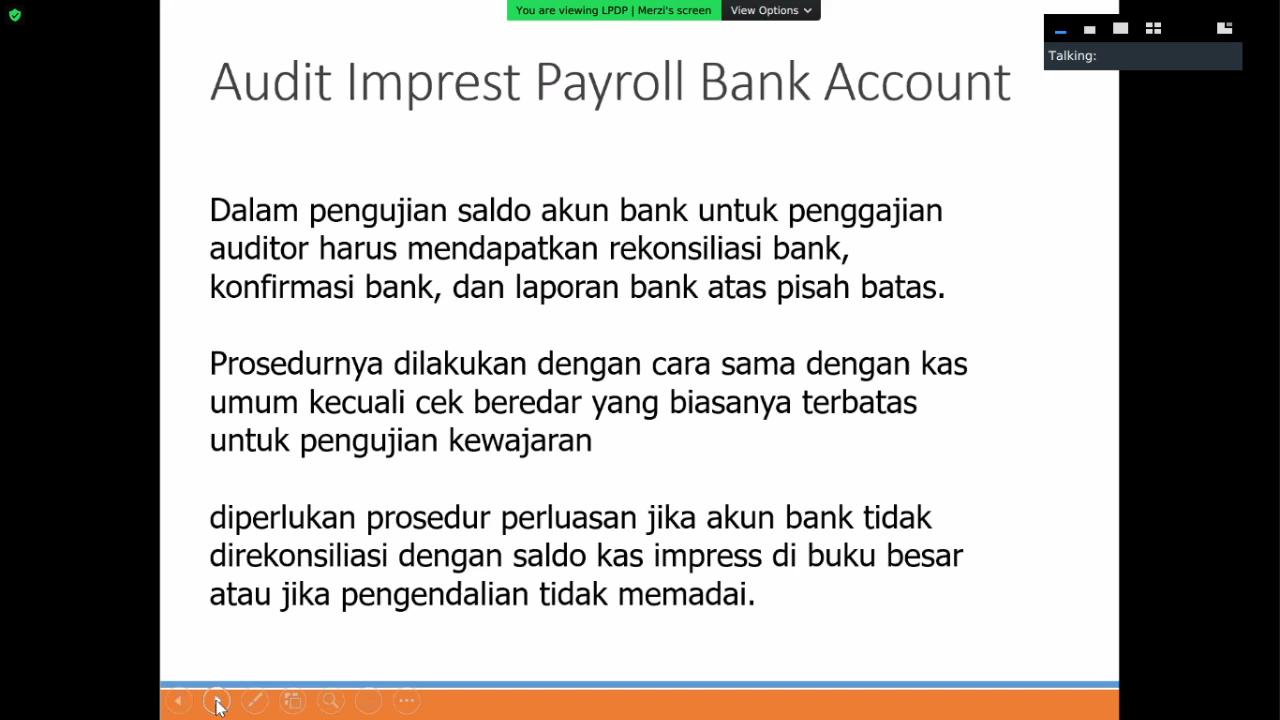 You are viewing LPDP | Merzi's screen
View Options
Talking:
Audit Imprest Payroll Bank Account
Dalam pengujian saldo akun bank untuk penggajian
auditor harus mendapatkan rekonsiliasi bank,
konfirmasi bank, dan laporan bank atas pisah batas.
Prosedurnya dilakukan dengan cara sama dengan kas
umum kecuali cek beredar yang biasanya terbatas
untuk pengujian kewajaran
diperlukan prosedur perluasan jika akun bank tidak
direkonsiliasi dengan saldo kas impress di buku besar
atau jika pengendalian tidak memadai.